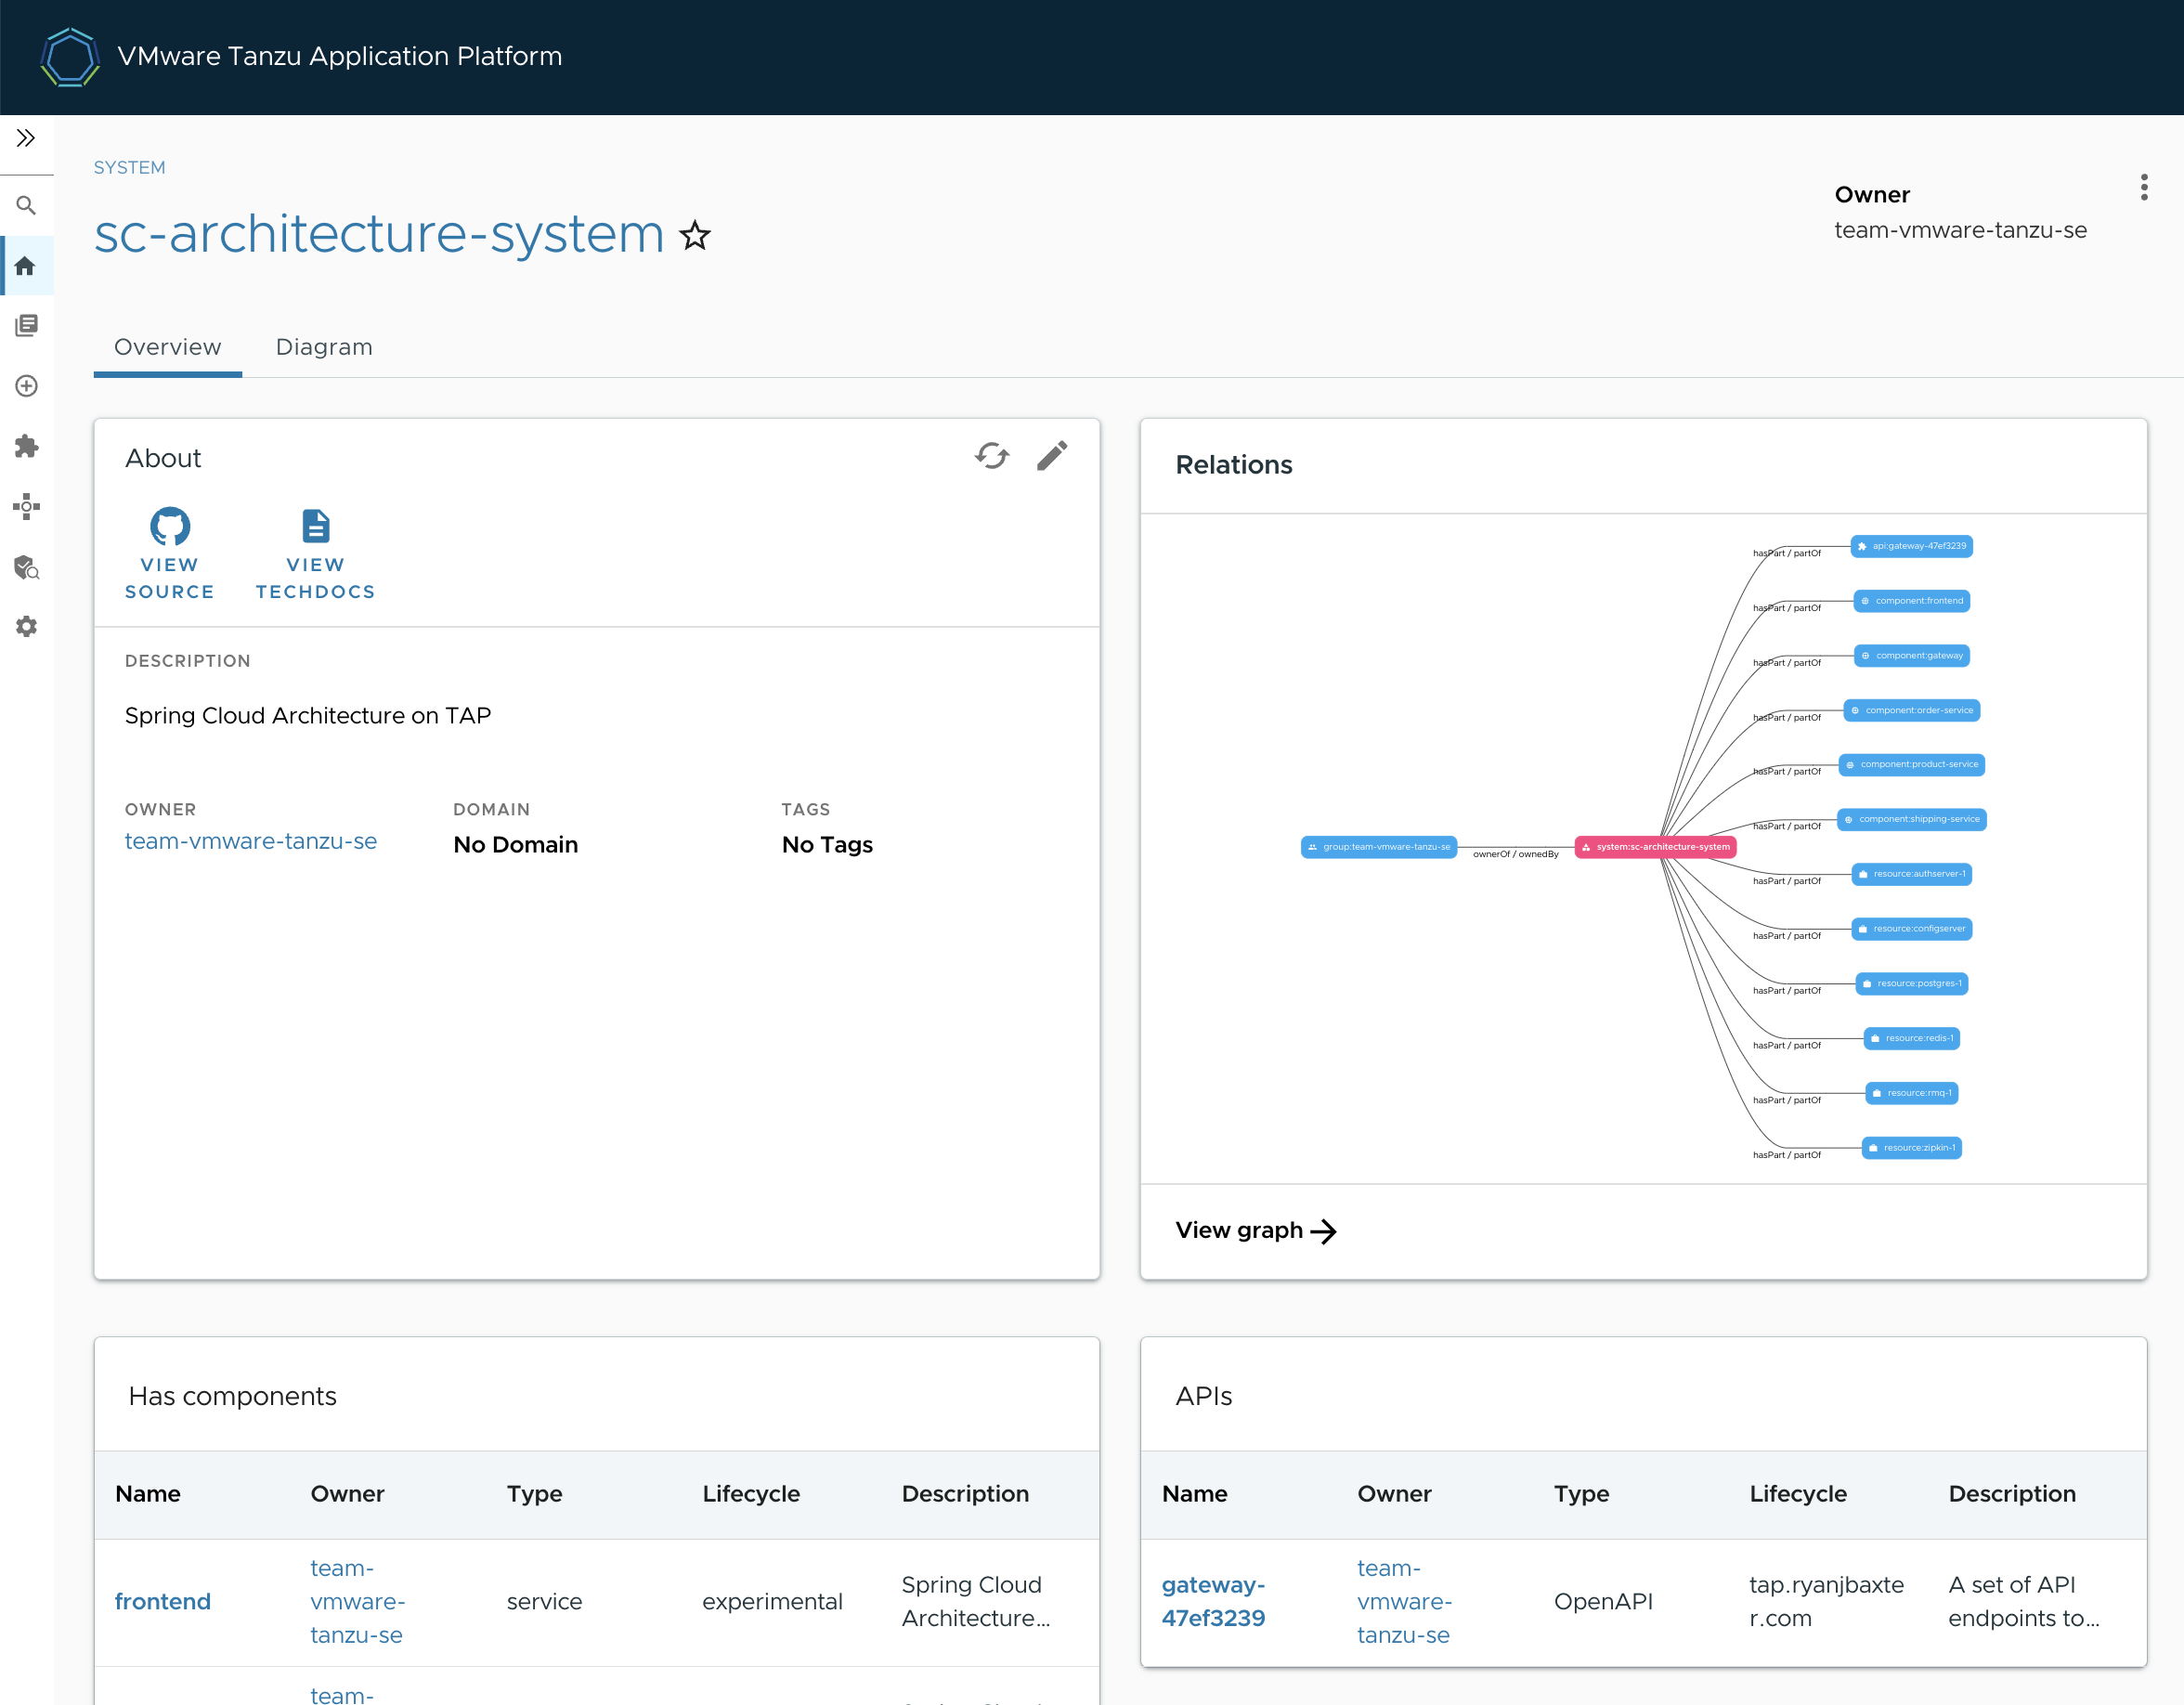 VMware Tanzu Application Platform
SYSTEM
sc-architecture-system
Owner
team-vmware-tanzu-se
Overview
Diagram
About
VIEW
SOURCE
VIEW
TECHDOCS
DESCRIPTION
Spring Cloud Architecture on TAP
OWNER
team-vmware-tanzu-se
DOMAIN
No Domain
TAGS
No Tags
Relations
hasPart / partOf
api:gateway-47ef3239
hasPart / partOf
component:frontend
hasPart / partOf
component:gateway
hasPart / partOf
component:order-service
hasPart / partOf
component:product-service
hasPart / partOf
component:shipping-service
group:team-vmware-tanzu-se
ownerOf / ownedBy
system:sc-architecture-system
hasPart / partOf
resource:authserver-1
hasPart / partOf
resource:configserver
hasPart / partOf
resource:postgres-1
hasPart / partOf
resource:redis-1
hasPart / partOf
resource:rmq-1
hasPart / partOf
resource:zipkin-1
View graph
Has components
Name Owner Type Lifecycle Description
frontend
team-
vmware-
tanzu-se
service
experimental
Spring Cloud
Architecture...
team-
APIs
Name Owner Type Lifecycle Description
gateway-
47ef3239
team-
vmware-
tanzu-se
OpenAPI
tap.ryanjbaxte
r.com
A set of API
endpoints to...